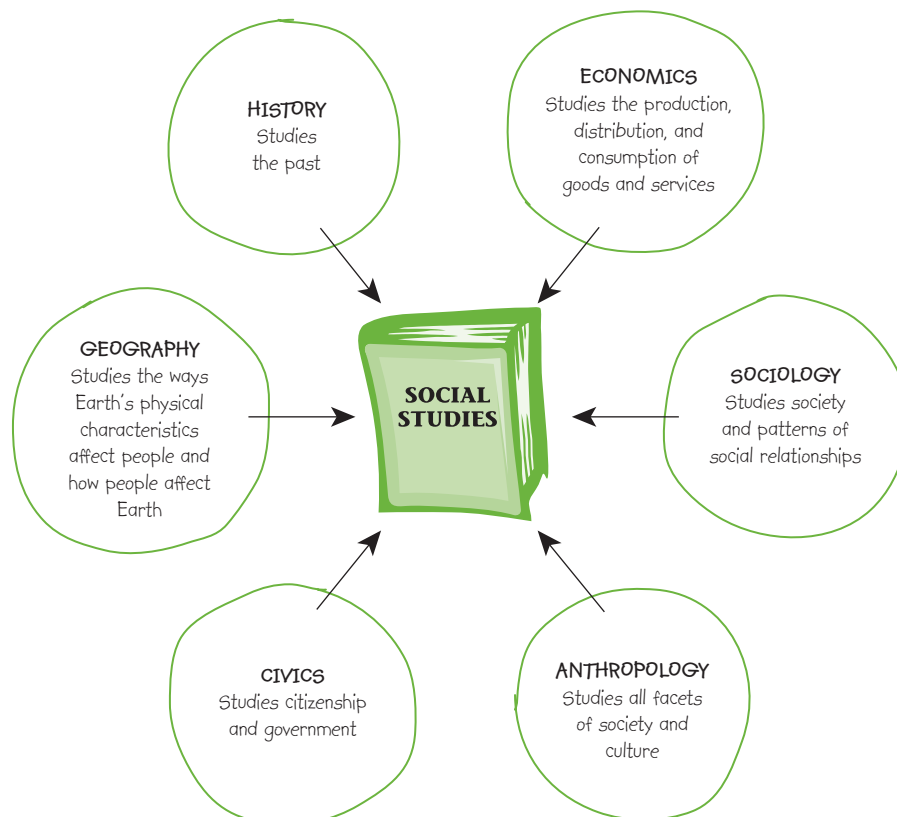 HISTORY
Studies
the past
ECONOMICS
Studies the production,
distribution, and
consumption of
goods and services
GEOGRAPHY
Studies the ways
Earth's physical
characteristics
affect people and
how people affect
Earth
SOCIAL
STUDIES
SOCIOLOGY
Studies society
and patterns of
social relationships
CIVICS
Studies citizenship
and government
ANTHROPOLOGY
Studies all facets
of society and
culture